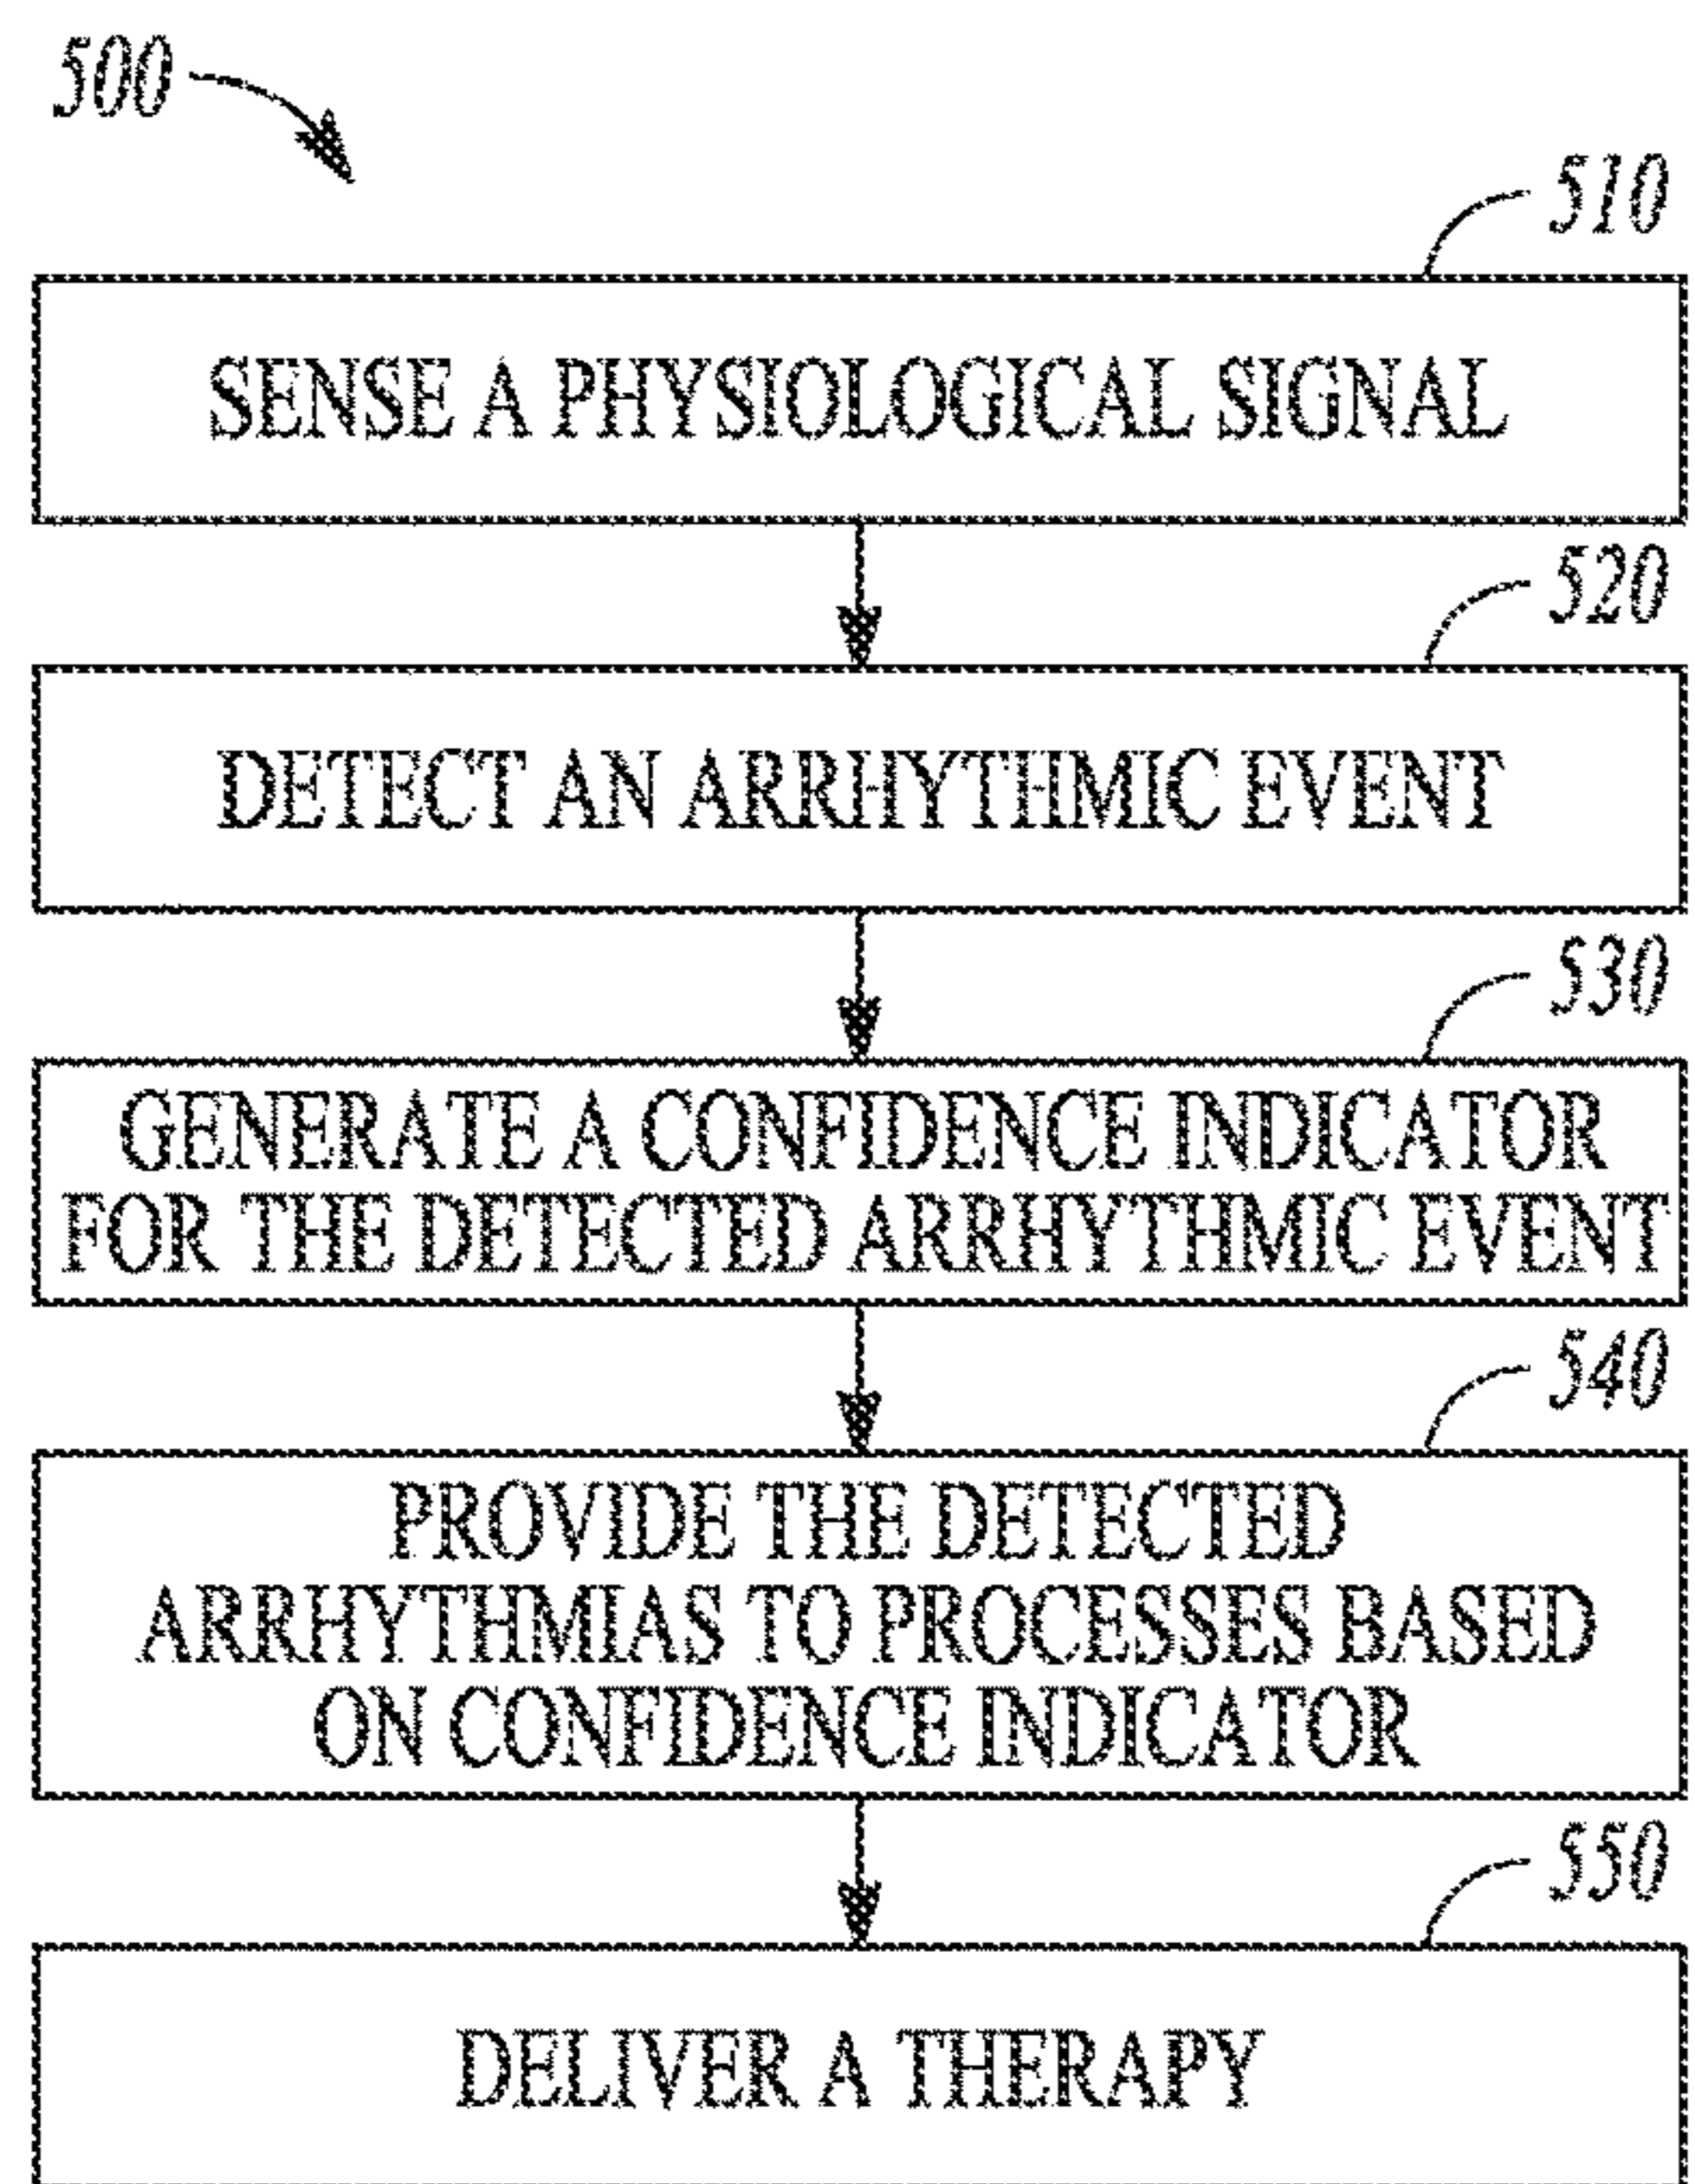 500
510
SENSE A PHYSIOLOGICAL SIGNAL
520
DETECT AN ARRHYTHMIC EVENT
530
GENERATE A CONFIDENCE INDICATOR
FOR THE DETECTED ARRHYTHMIC EVENT
540
PROVIDE THE DETECTED
ARRHYTHMIAS TO PROCESSES BASED
ON CONFIDENCE INDICATOR
550
DELIVER A THERAPY